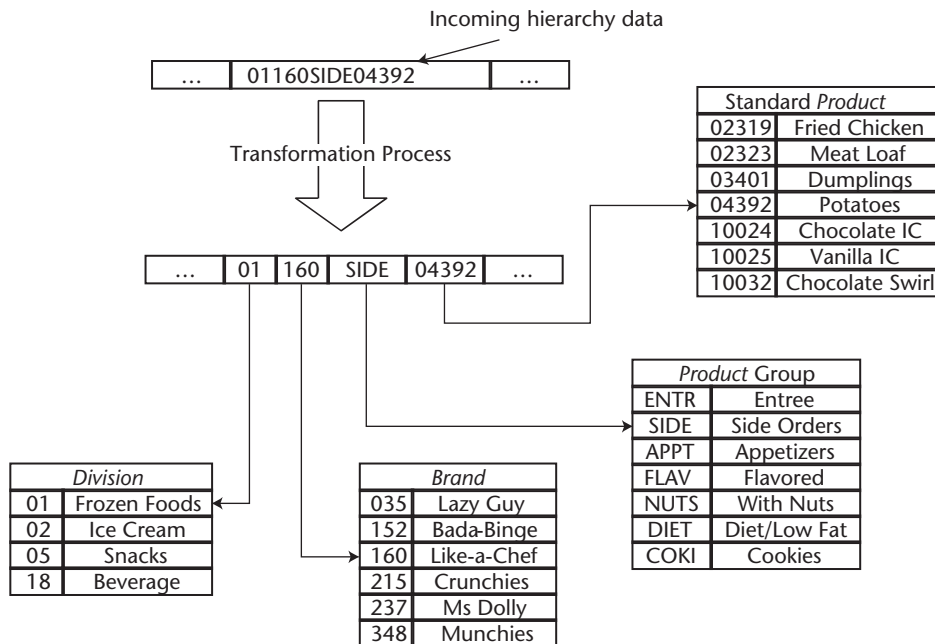 Incoming hierarchy data
... 01160SIDE04392 ...
Transformation Process
... 01 160 SIDE 04392 ...
Standard Product
02319 Fried Chicken
02323 Meat Loaf
03401 Dumplings
04392 Potatoes
10024 Chocolate IC
10025 Vanilla IC
10032 Chocolate Swirl
Product Group
ENTR Entree
SIDE Side Orders
APPT Appetizers
FLAV Flavored
NUTS With Nuts
DIET Diet/Low Fat
COKI Cookies
Division
01 Frozen Foods
02 Ice Cream
05 Snacks
18 Beverage
Brand
035 Lazy Guy
152 Bada-Binge
160 Like-a-Chef
215 Crunchies
237 Ms Dolly
348 Munchies